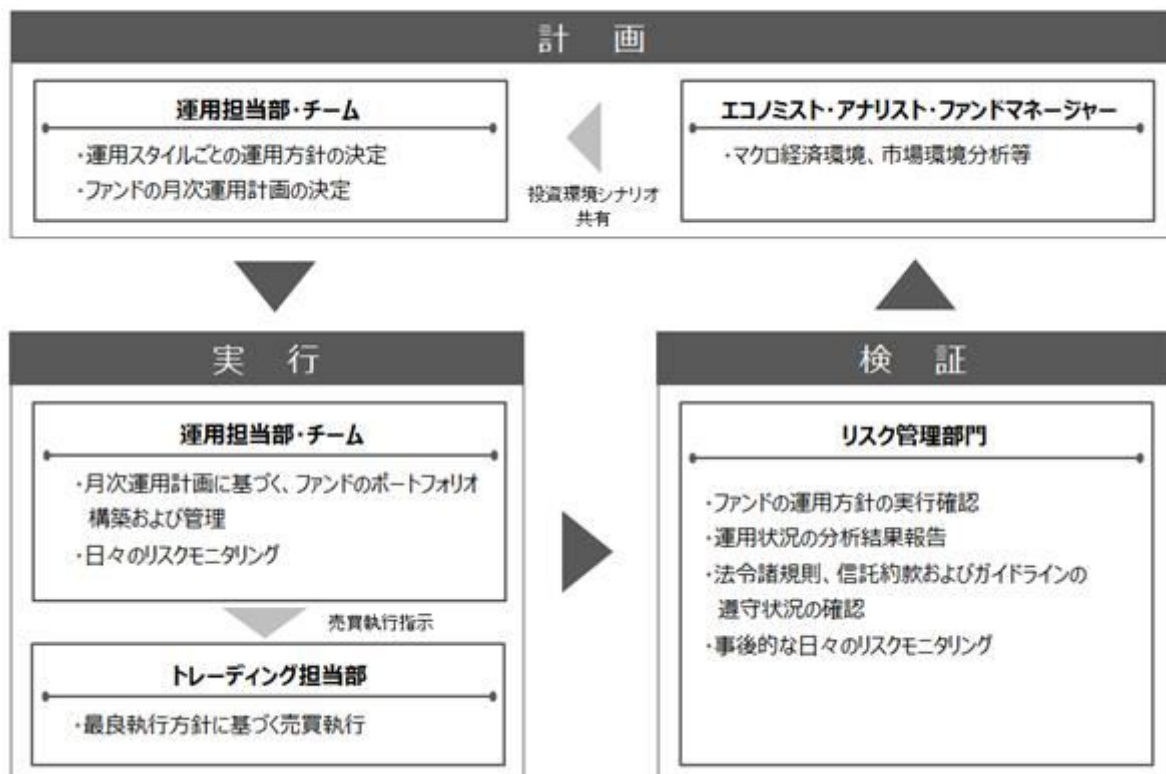 計 画
運用担当部・チーム
・運用スタイルごとの運用方針の決定
・ファンドの月次運用計画の決定
投資環境シナリオ
共有
エコノミスト・アナリスト・ファンドマネージャー
・マクロ経済環境、市場環境分析等
実 行
運用担当部・チーム
・月次運用計画に基づく、ファンドのポートフォリオ
構築および管理
・日々のリスクモニタリング
売買執行指示
トレーディング担当部
・最良執行方針に基づく売買執行
検 証
リスク管理部門
・ファンドの運用方針の実行確認
・運用状況の分析結果報告
・法令諸規則、信託約款およびガイドラインの
遵守状況の確認
・事後的な日々のリスクモニタリング